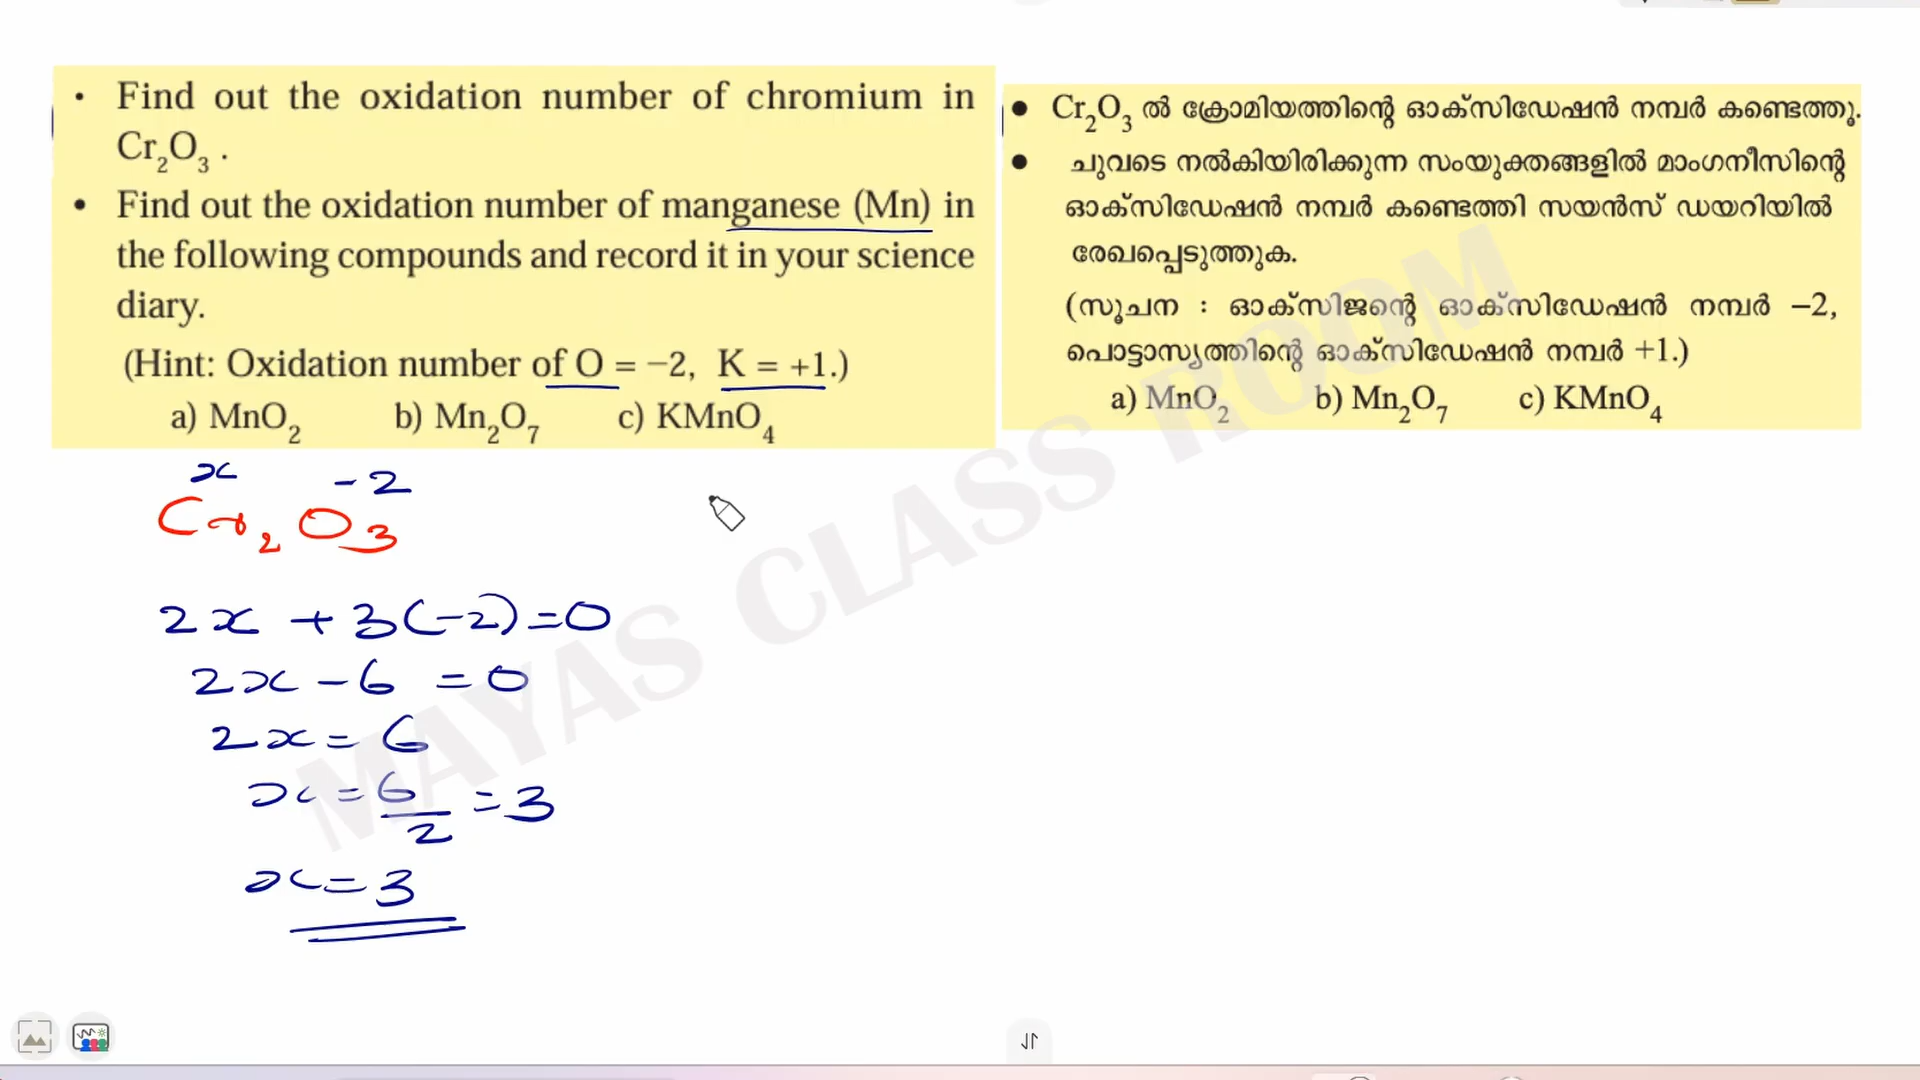 • Find out the oxidation number of chromium in
Cr₂O₃ .
• Find out the oxidation number of manganese (Mn) in
the following compounds and record it in your science
diary.
(Hint: Oxidation number of O = −2, K = +1.)
a) MnO₂ b) Mn₂O₇ c) KMnO₄
● Cr₂O₃ ൽ ക്രോമിയത്തിന്റെ ഓക്സിഡേഷൻ നമ്പർ കണ്ടെത്തൂ.
● ചുവടെ നൽകിയിരിക്കുന്ന സംയുക്തങ്ങളിൽ മാംഗനീസിന്റെ
ഓക്സിഡേഷൻ നമ്പർ കണ്ടെത്തി സയൻസ് ഡയറിയിൽ
രേഖപ്പെടുത്തുക.
(സൂചന : ഓക്സിജന്റെ ഓക്സിഡേഷൻ നമ്പർ −2,
പൊട്ടാസ്യത്തിന്റെ ഓക്സിഡേഷൻ നമ്പർ +1.)
a) MnO₂ b) Mn₂O₇ c) KMnO₄
x -2
Cr₂ O₃
2x + 3(-2) = 0
2x - 6 = 0
2x = 6
x = 6/2 = 3
x = 3
MAYAS CLASS ROOM